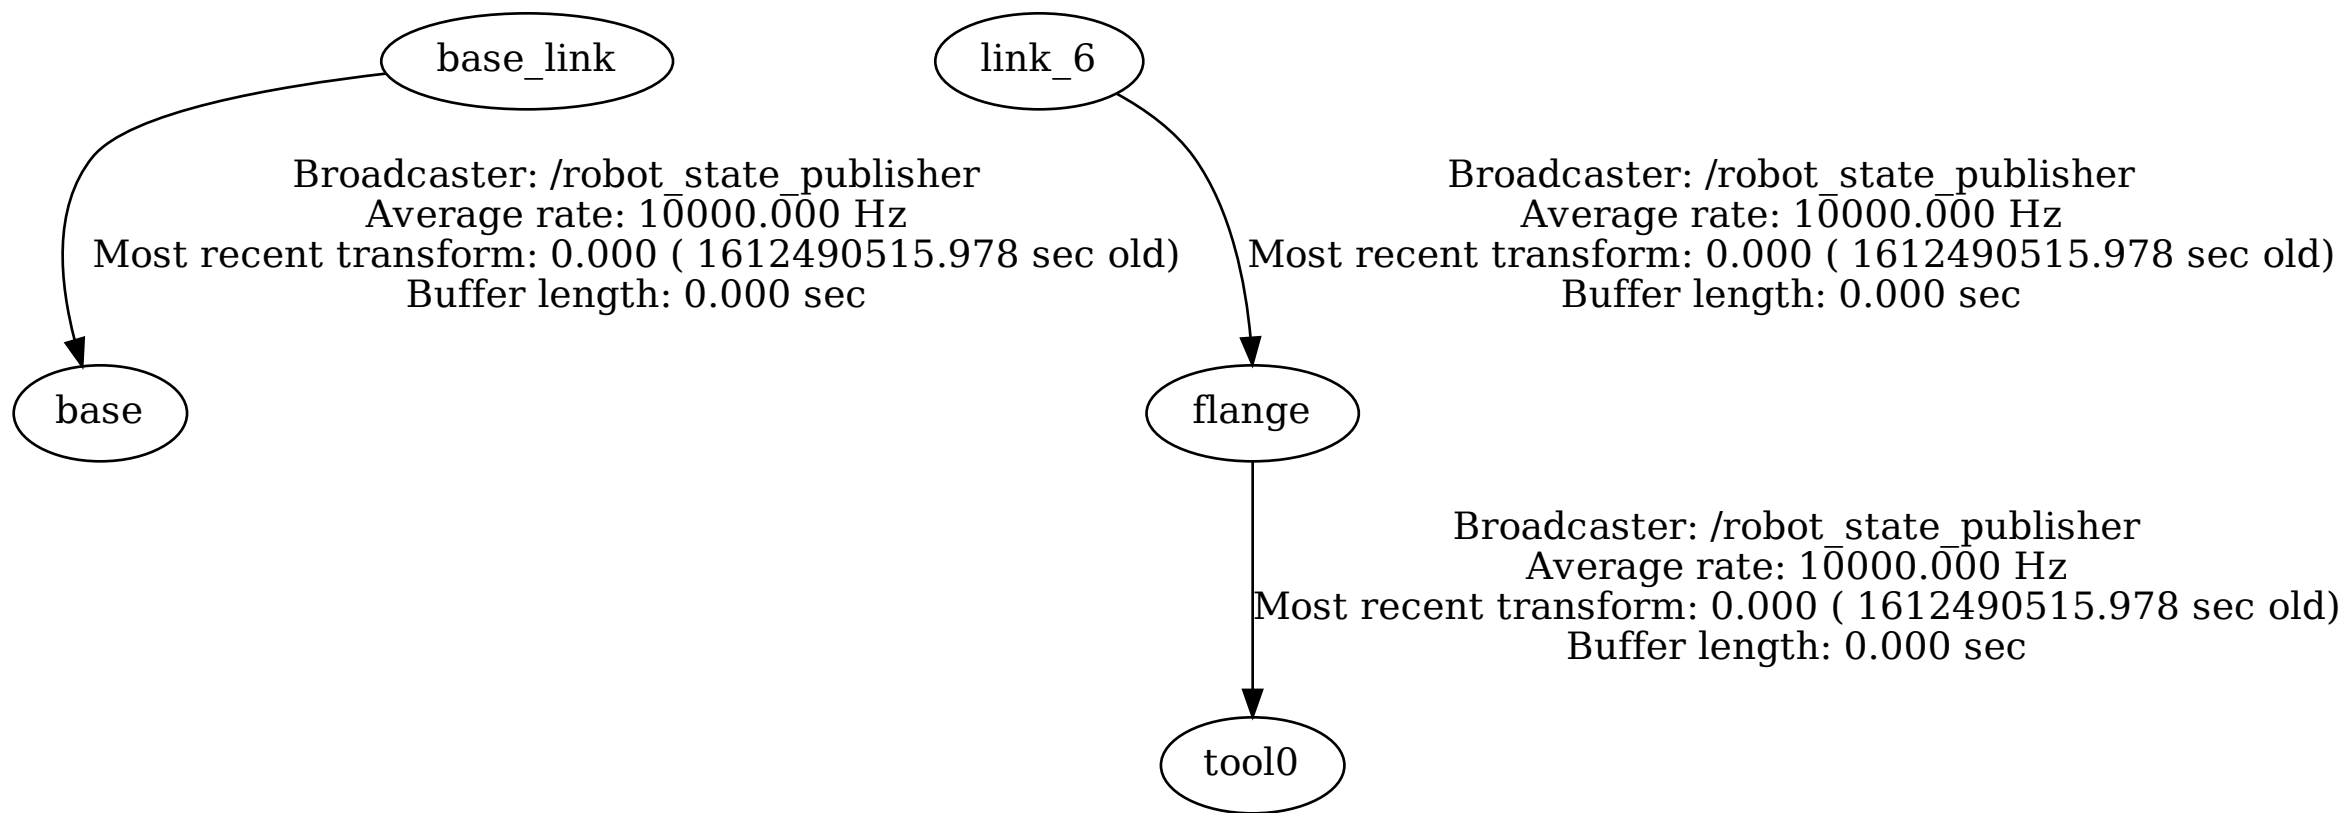 base_link
link_6
Broadcaster: /robot_state_publisher
Average rate: 10000.000 Hz
Most recent transform: 0.000 ( 1612490515.978 sec old)
Buffer length: 0.000 sec
Broadcaster: /robot_state_publisher
Average rate: 10000.000 Hz
Most recent transform: 0.000 ( 1612490515.978 sec old)
Buffer length: 0.000 sec
base
flange
Broadcaster: /robot_state_publisher
Average rate: 10000.000 Hz
Most recent transform: 0.000 ( 1612490515.978 sec old)
Buffer length: 0.000 sec
tool0